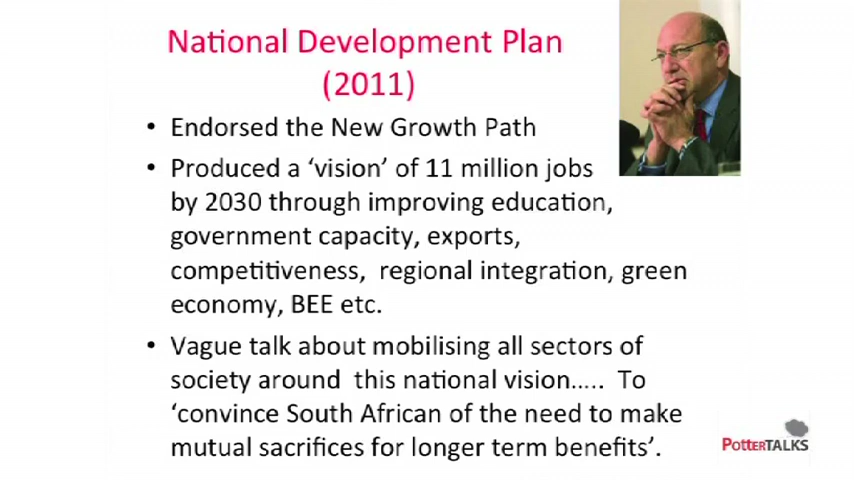 National Development Plan
(2011)
• Endorsed the New Growth Path
• Produced a ‘vision’ of 11 million jobs
by 2030 through improving education,
government capacity, exports,
competitiveness,  regional integration, green
economy, BEE etc.
• Vague talk about mobilising all sectors of
society around  this national vision…..  To
‘convince South African of the need to make
mutual sacrifices for longer term benefits’.
POTTERTALKS